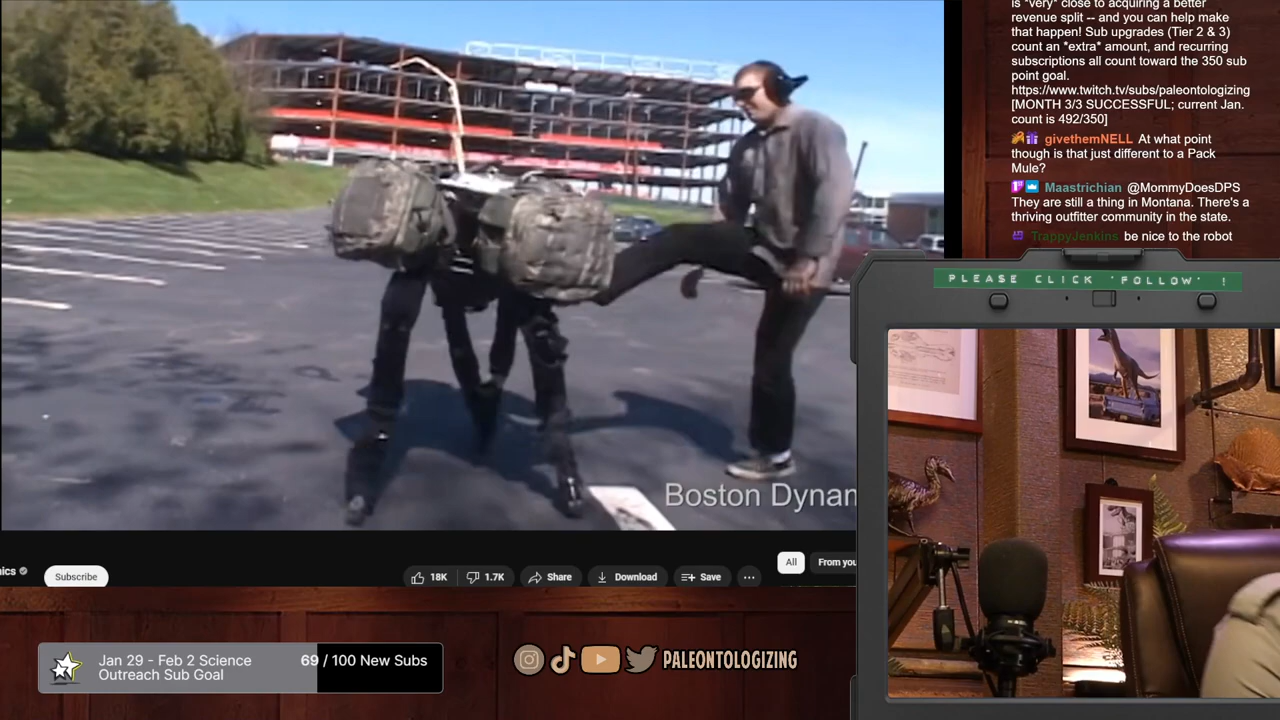 is *very* close to acquiring a better
revenue split -- and you can help make
that happen! Sub upgrades (Tier 2 & 3)
count an *extra* amount, and recurring
subscriptions all count toward the 350 sub
point goal.
https://www.twitch.tv/subs/paleontologizing
[MONTH 3/3 SUCCESSFUL; current Jan.
count is 492/350]
givethemNELL At what point
though is that just different to a Pack
Mule?
Maastrichian @MommyDoesDPS
They are still a thing in Montana. There's a
thriving outfitter community in the state.
TrappyJenkins be nice to the robot
PLEASE CLICK 'FOLLOW' !
Boston Dynam
ics
Subscribe
18K
1.7K
Share
Download
Save
All
From you
Jan 29 - Feb 2 Science
Outreach Sub Goal
69 / 100 New Subs
PALEONTOLOGIZING